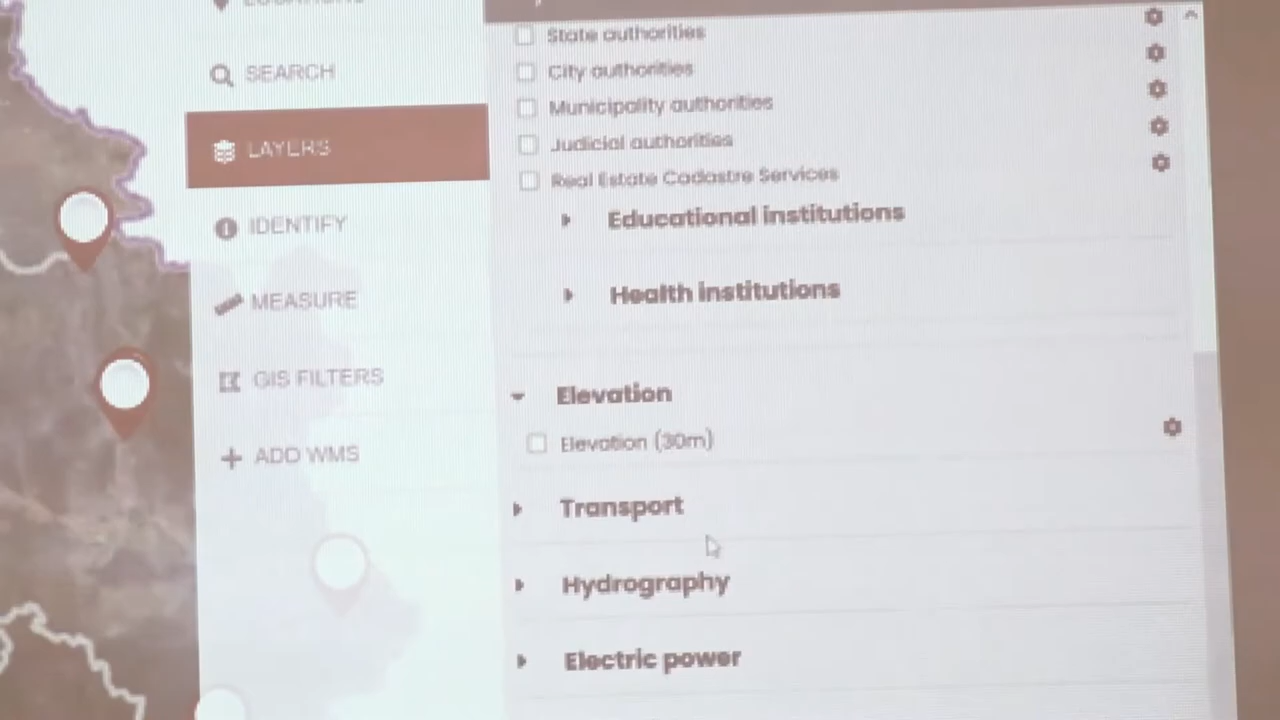 LOCATIONS
SEARCH
LAYERS
IDENTIFY
MEASURE
GIS FILTERS
ADD WMS
State authorities
City authorities
Municipality authorities
Judicial authorities
Real Estate Cadastre Services
Educational institutions
Health institutions
Elevation
Elevation (30m)
Transport
Hydrography
Electric power